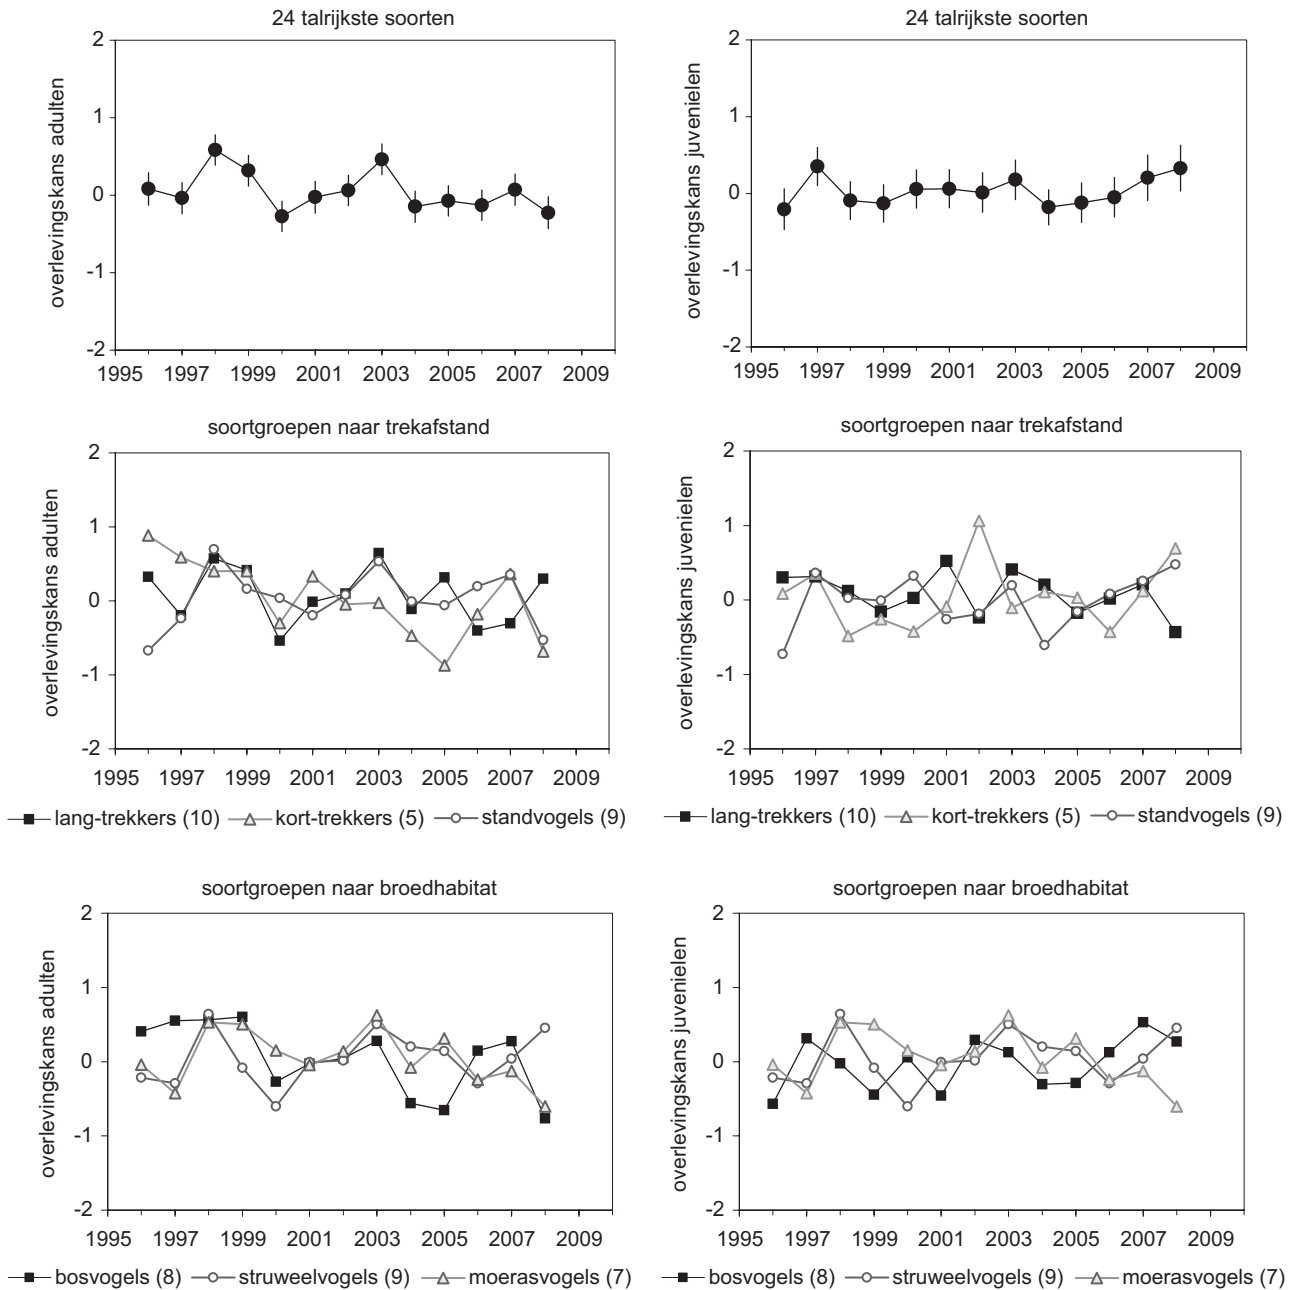 24 talrijkste soorten
overlevingskans adulten
2
1
0
-1
-2
1995 1997 1999 2001 2003 2005 2007 2009
24 talrijkste soorten
overlevingskans juvenielen
2
1
0
-1
-2
1995 1997 1999 2001 2003 2005 2007 2009
soortgroepen naar trekafstand
overlevingskans adulten
2
1
0
-1
-2
1995 1997 1999 2001 2003 2005 2007 2009
lang-trekkers (10) kort-trekkers (5) standvogels (9)
soortgroepen naar trekafstand
overlevingskans juvenielen
2
1
0
-1
-2
1995 1997 1999 2001 2003 2005 2007 2009
lang-trekkers (10) kort-trekkers (5) standvogels (9)
soortgroepen naar broedhabitat
overlevingskans adulten
2
1
0
-1
-2
1995 1997 1999 2001 2003 2005 2007 2009
bosvogels (8) struweelvogels (9) moerasvogels (7)
soortgroepen naar broedhabitat
overlevingskans juvenielen
2
1
0
-1
-2
1995 1997 1999 2001 2003 2005 2007 2009
bosvogels (8) struweelvogels (9) moerasvogels (7)